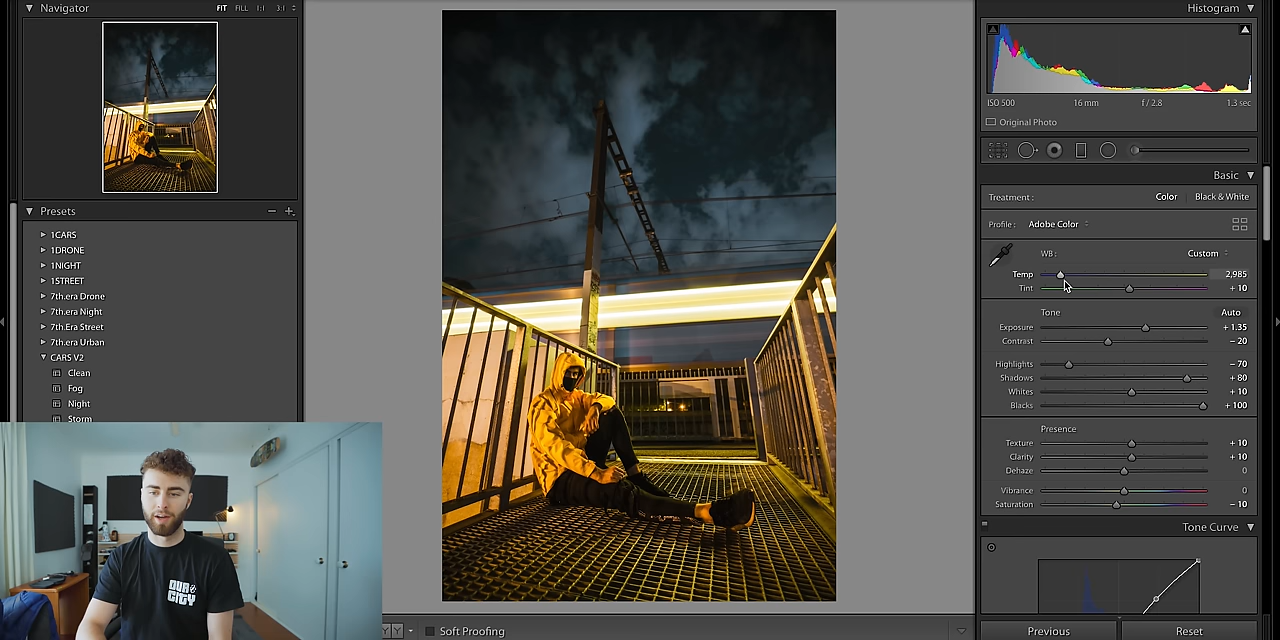 Navigator
FIT FILL 1:1 3:1
Presets
1CARS
1DRONE
1NIGHT
1STREET
7th.era Drone
7th.era Night
7th.Era Street
7th.era Urban
CARS V2
Clean
Fog
Night
Storm
DUA
CITY
Y Y
Soft Proofing
Histogram
ISO 500 16 mm f / 2.8 1.3 sec
Original Photo
Basic
Treatment : Color Black & White
Profile : Adobe Color
WB : Custom
Temp 2,985
Tint + 10
Tone Auto
Exposure + 1.35
Contrast − 20
Highlights − 70
Shadows + 80
Whites + 10
Blacks + 100
Presence
Texture + 10
Clarity + 10
Dehaze 0
Vibrance 0
Saturation − 10
Tone Curve
Previous Reset